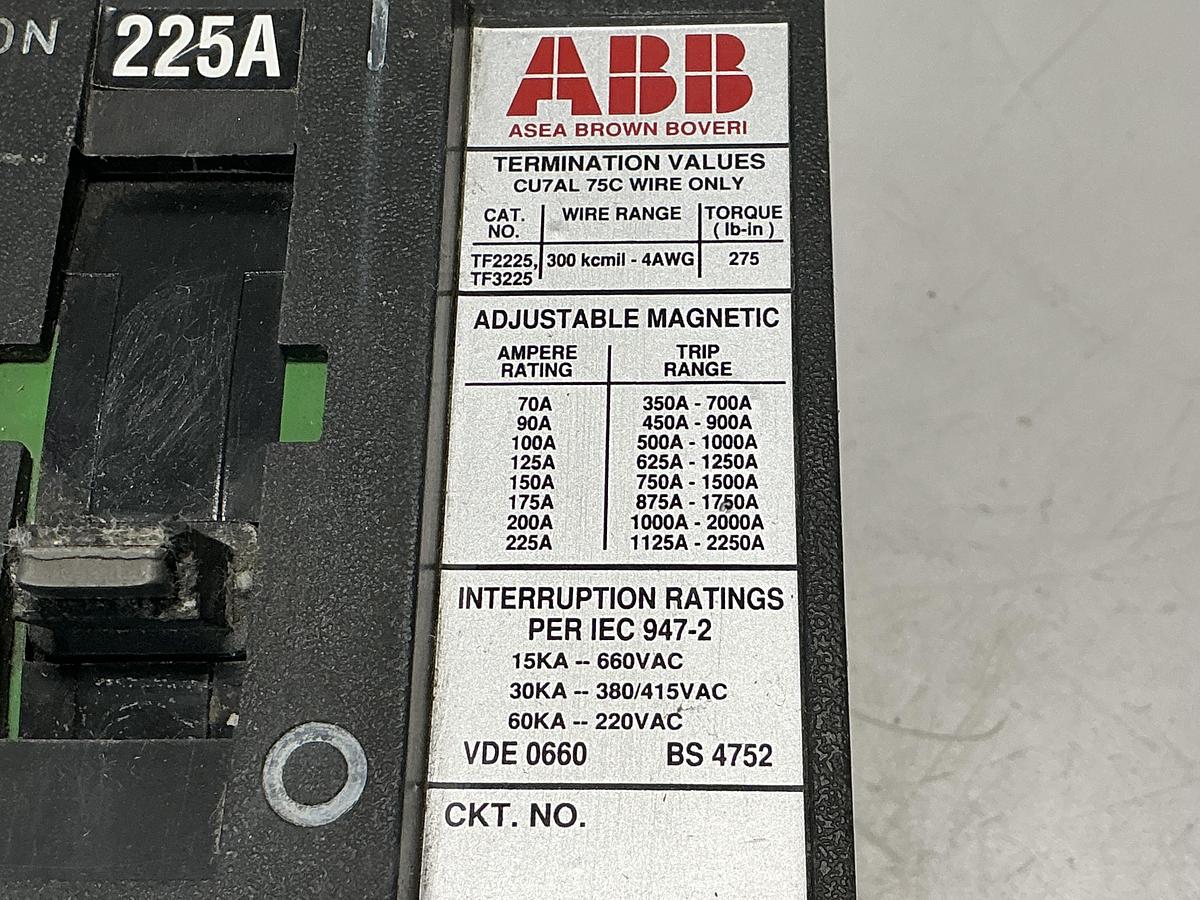 ON
225A
ABB
ASEA BROWN BOVERI
TERMINATION VALUES
CU7AL 75C WIRE ONLY
CAT. NO. WIRE RANGE TORQUE (lb-in)
TF2225, 300 kcmil - 4AWG 275
TF3225
ADJUSTABLE MAGNETIC
AMPERE RATING TRIP RANGE
70A 350A - 700A
90A 450A - 900A
100A 500A - 1000A
125A 625A - 1250A
150A 750A - 1500A
175A 875A - 1750A
200A 1000A - 2000A
225A 1125A - 2250A
INTERRUPTION RATINGS
PER IEC 947-2
15KA -- 660VAC
30KA -- 380/415VAC
60KA -- 220VAC
VDE 0660 BS 4752
CKT. NO.